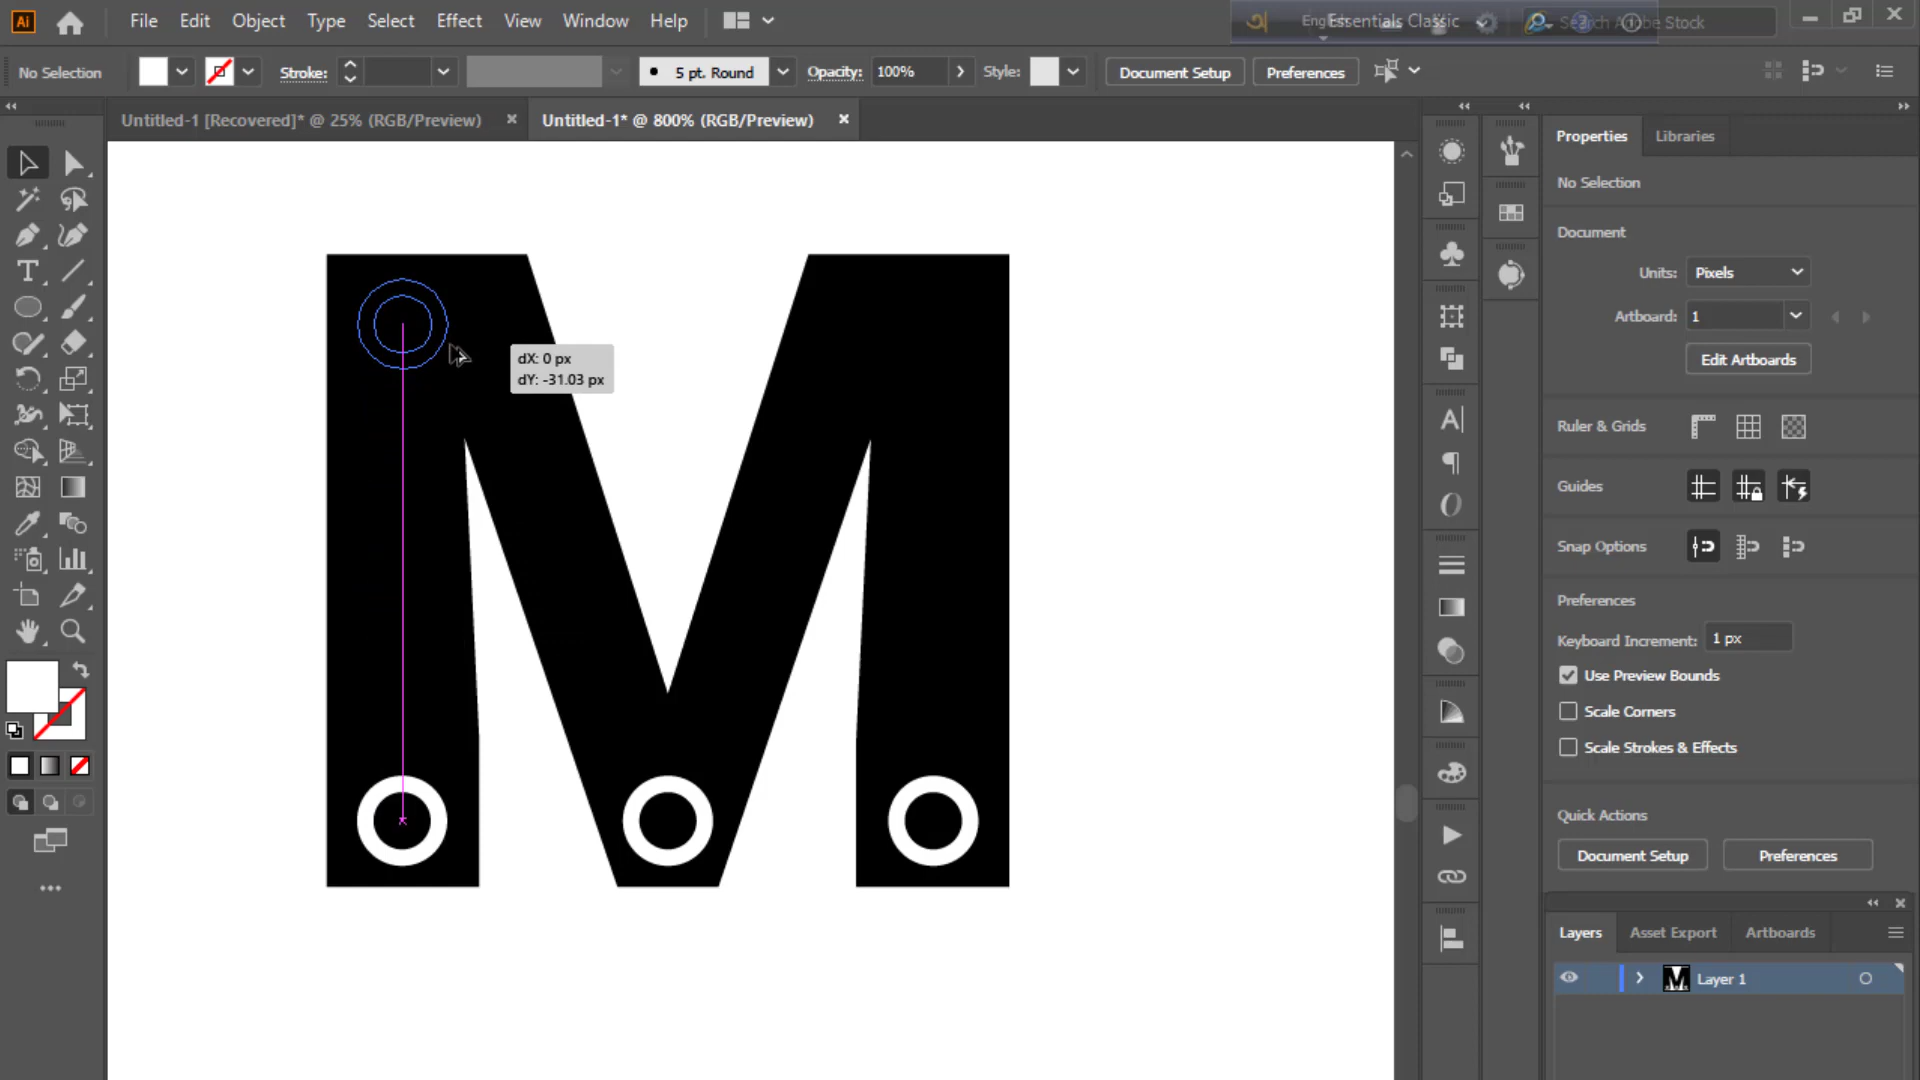 Ai File Edit Object Type Select Effect View Window Help English Essentials Classic Search Adobe Stock
No Selection Stroke: 5 pt. Round Opacity: 100% Style: Document Setup Preferences
Untitled-1 [Recovered]* @ 25% (RGB/Preview) Untitled-1* @ 800% (RGB/Preview)
Properties Libraries
No Selection
Document
Units: Pixels
Artboard: 1
Edit Artboards
Ruler & Grids
Guides
Snap Options
Preferences
Keyboard Increment: 1 px
Use Preview Bounds
Scale Corners
Scale Strokes & Effects
Quick Actions
Document Setup Preferences
Layers Asset Export Artboards
Layer 1
dX: 0 px
dY: -31.03 px
M